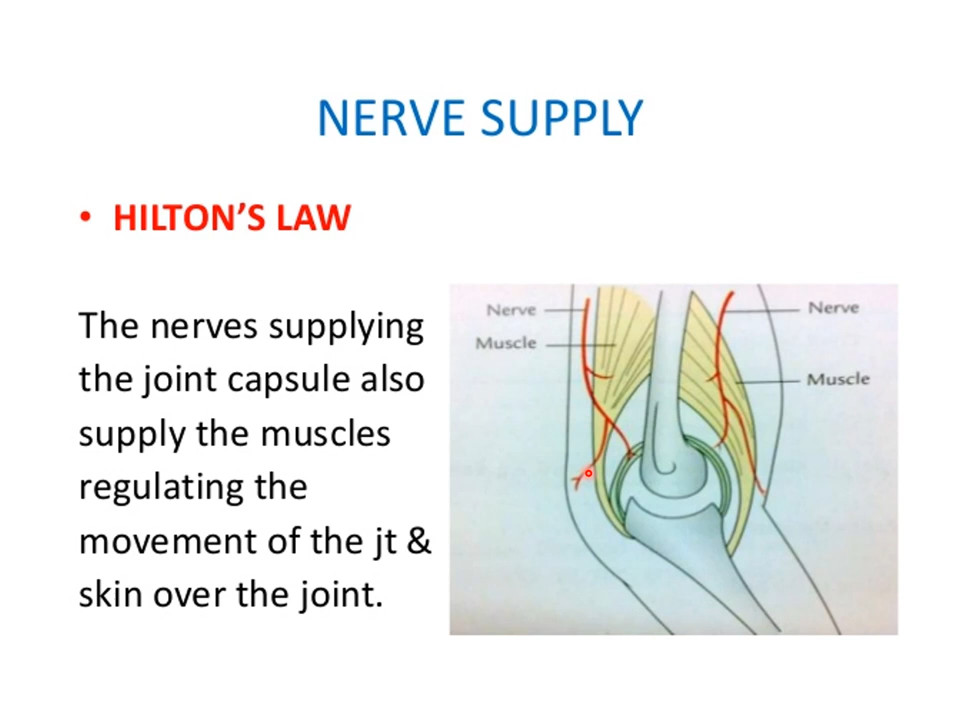 NERVE SUPPLY
• HILTON’S LAW
The nerves supplying
the joint capsule also
supply the muscles
regulating the
movement of the jt &
skin over the joint.
Nerve
Muscle
Nerve
Muscle